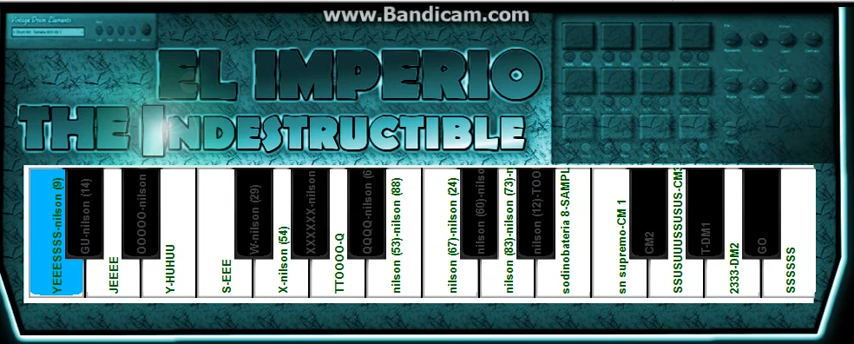 www.Bandicam.com
Vintage Drum Elements
EL IMPERIO
THE INDESTRUCTIBLE
YEEEESSSS-nilson (9)
GU-nilson (14)
JEEEE
OOOOO-nilson
Y-HUHUU
S-EEE
W-nilson (29)
X-nilson (54)
XXXXXX-nilson
TTOOOO-Q
QQQQ-nilson (6
nilson (53)-nilson (88)
nilson (67)-nilson (24)
nilson (60)-nilso
nilson (83)-nilson (73)-n
nilson (12)-TOO
sodinobateria 8-SAMPL
sn supremo-CM 1
CM2
SSUSUUUSSUSUS-CM3
T-DM1
2333-DM2
GO
SSSSSS